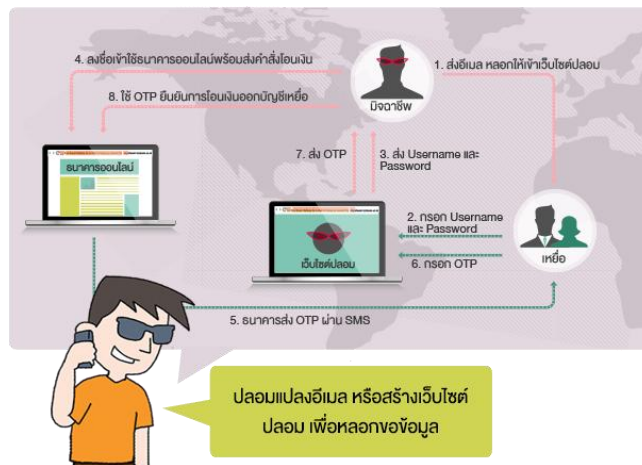 4. ลงชื่อเข้าใช้ธนาคารออนไลน์พร้อมส่งคำสั่งโอนเงิน
1. ส่งอีเมล หลอกให้เข้าเว็บไซต์ปลอม
8. ใช้ OTP ยืนยันการโอนเงินออกบัญชีเหยื่อ
มิจฉาชีพ
7. ส่ง OTP
3. ส่ง Username และ
Password
ธนาคารออนไลน์
2. กรอก Username
และ Password
เว็บไซต์ปลอม
เหยื่อ
6. กรอก OTP
5. ธนาคารส่ง OTP ผ่าน SMS
ปลอมแปลงอีเมล หรือสร้างเว็บไซต์
ปลอม เพื่อหลอกขอข้อมูล